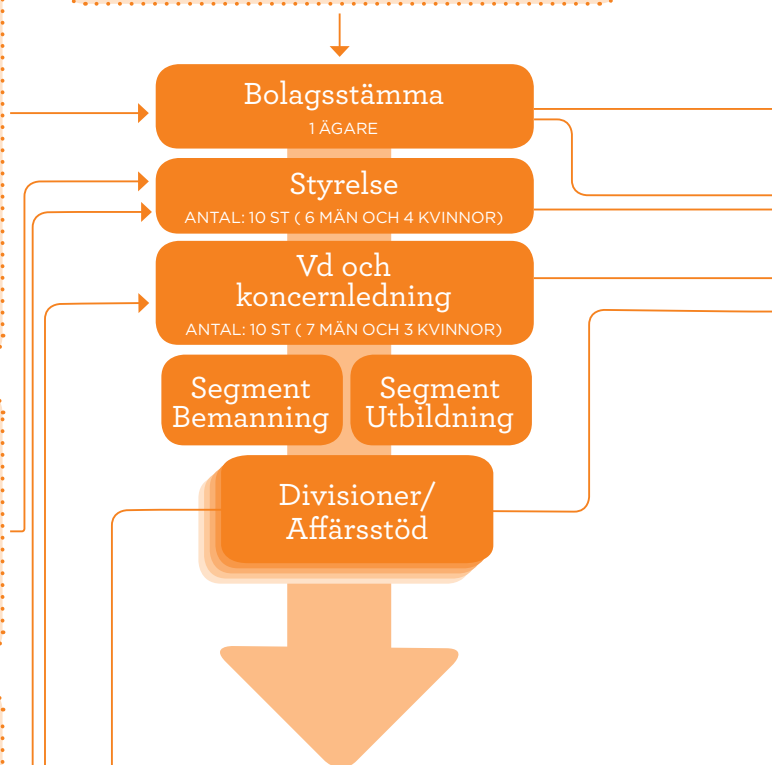 Bolagsstämma
1 ÄGARE
Styrelse
ANTAL: 10 ST ( 6 MÄN OCH 4 KVINNOR)
Vd och
koncernledning
ANTAL: 10 ST ( 7 MÄN OCH 3 KVINNOR)
Segment
Bemanning
Segment
Utbildning
Divisioner/
Affärsstöd